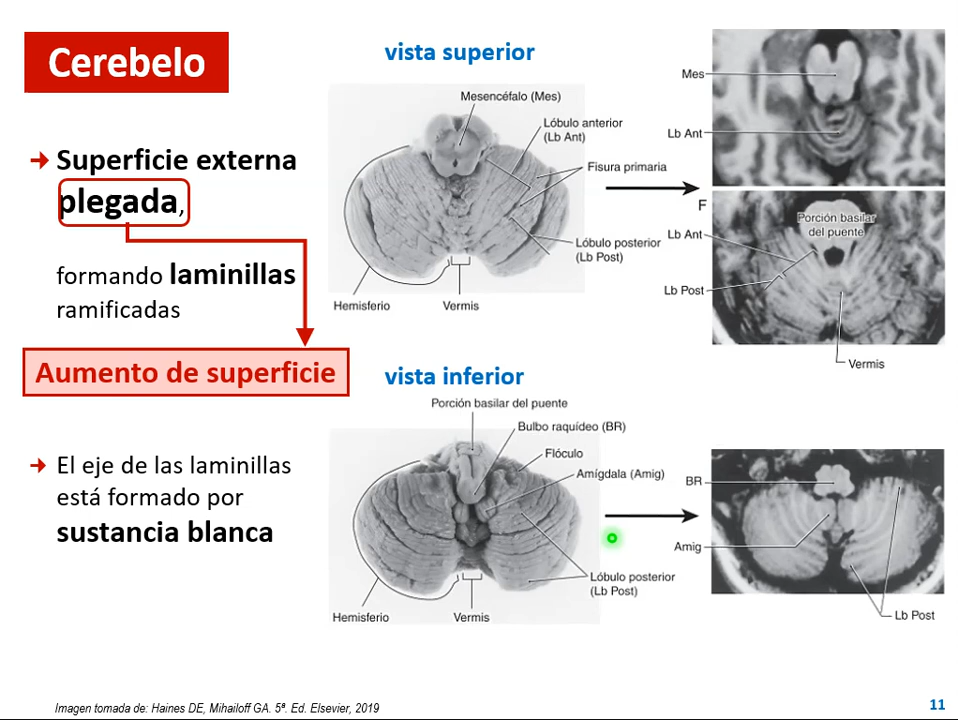 Cerebelo
Superficie externa
plegada,
formando laminillas
ramificadas
Aumento de superficie
El eje de las laminillas
está formado por
sustancia blanca
vista superior
Mesencéfalo (Mes)
Lóbulo anterior
(Lb Ant)
Fisura primaria
Lóbulo posterior
(Lb Post)
Hemisferio
Vermis
Mes
Lb Ant
F
Porción basilar
del puente
Lb Ant
Lb Post
Vermis
vista inferior
Porción basilar del puente
Bulbo raquídeo (BR)
Flóculo
Amígdala (Amig)
Lóbulo posterior
(Lb Post)
Hemisferio
Vermis
BR
Amig
Lb Post
Imagen tomada de: Haines DE, Mihailoff GA. 5ª. Ed. Elsevier, 2019
11